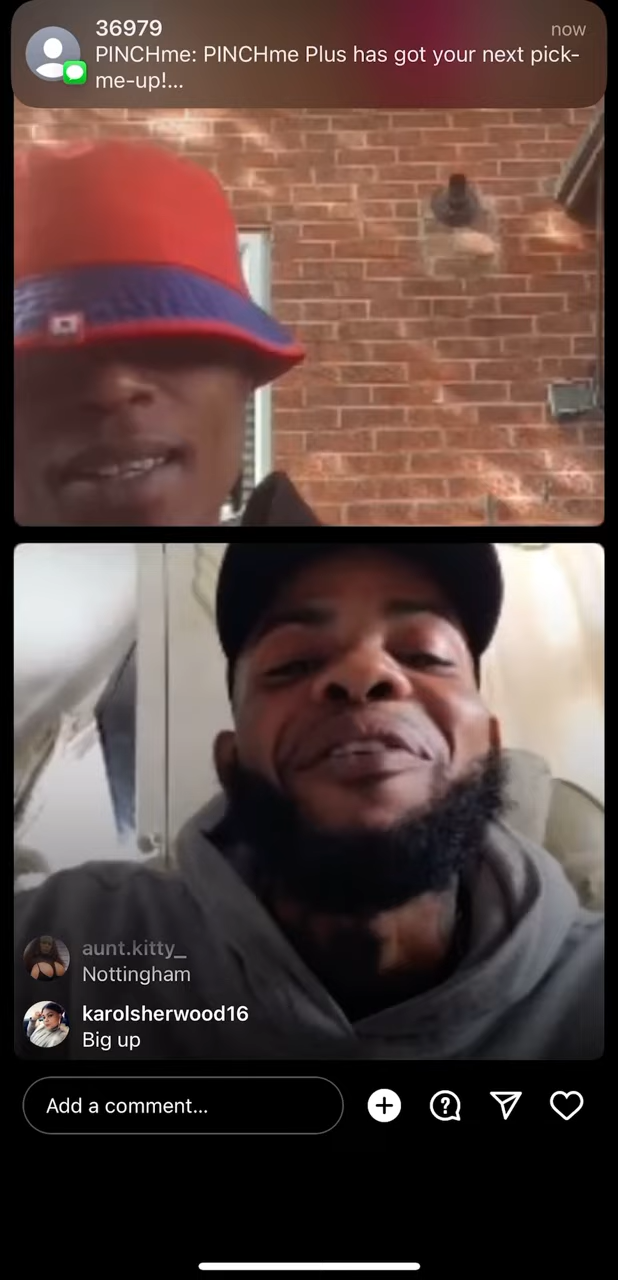 36979
now
PINCHme: PINCHme Plus has got your next pick-
me-up!...
aunt.kitty_
Nottingham
karolsherwood16
Big up
Add a comment...